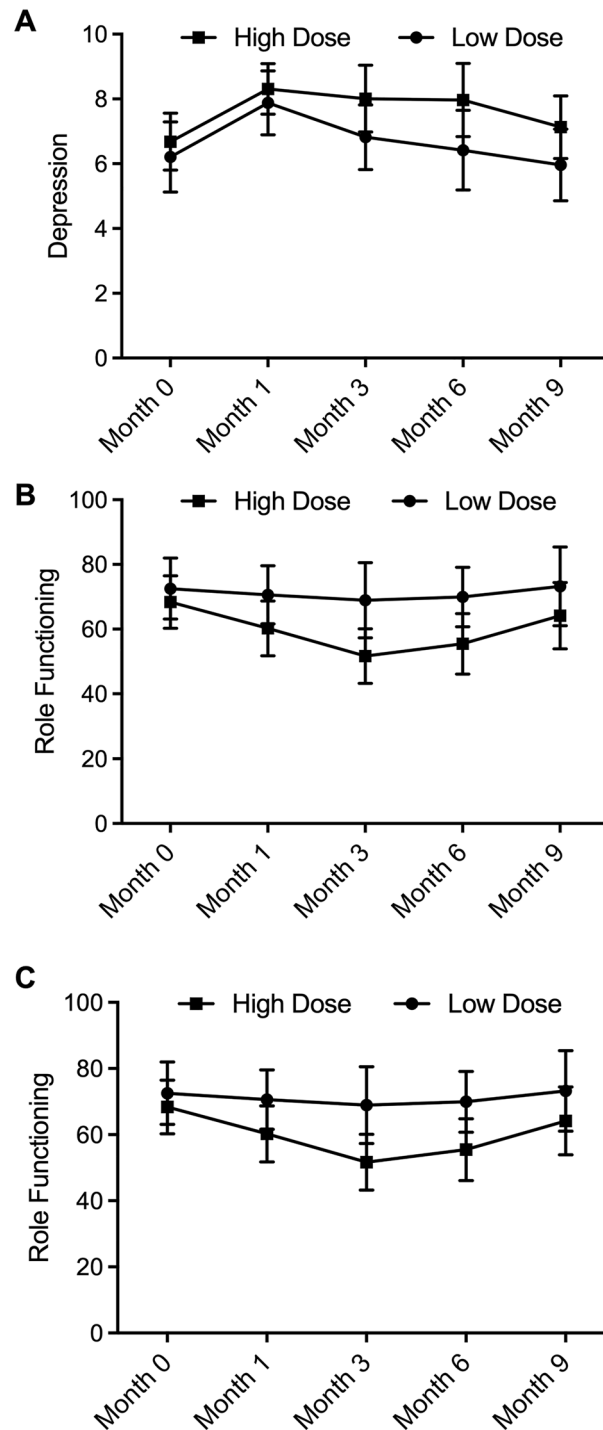 A
High Dose Low Dose
10
8
6
4
2
0
Depression
Month 0 Month 1 Month 3 Month 6 Month 9
B
High Dose Low Dose
100
80
60
40
20
0
Role Functioning
Month 0 Month 1 Month 3 Month 6 Month 9
C
High Dose Low Dose
100
80
60
40
20
0
Role Functioning
Month 0 Month 1 Month 3 Month 6 Month 9